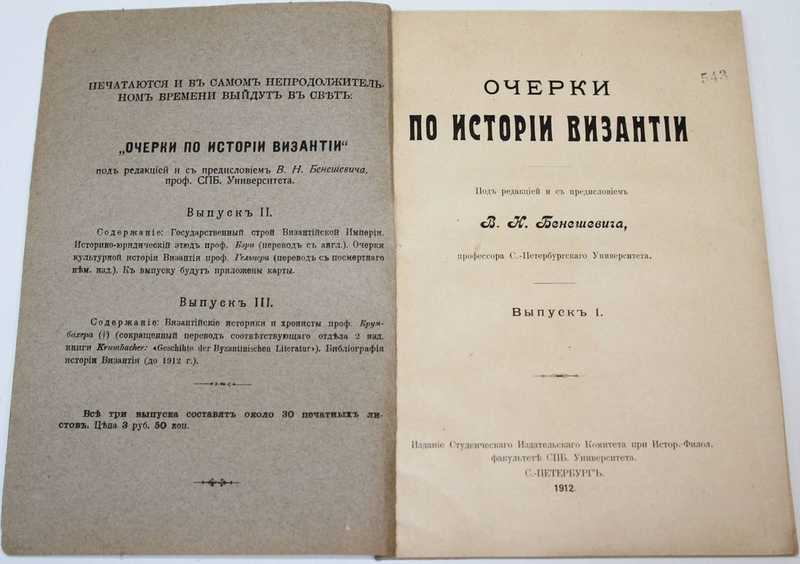 ПЕЧАТАЮТСЯ И ВЪ САМОМЪ НЕПРОДОЛЖИТЕЛЬ-
НОМЪ ВРЕМЕНИ ВЫЙДУТЪ ВЪ СВѢТЪ:
„ОЧЕРКИ ПО ИСТОРІИ ВИЗАНТІИ“
подъ редакціей и съ предисловіемъ В. Н. Бенешевича,
проф. СПБ. Университета.
Выпускъ II.
Содержаніе: Государственный строй Византійской Имперіи.
Историко-юридическій этюдъ проф. Бэри (переводъ съ англ.). Очерки
культурной исторіи Византіи проф. Гельцера (переводъ съ посмертнаго
нѣм. изд.). Къ выпуску будутъ приложены карты.
Выпускъ III.
Содержаніе: Византійскіе историки и хронисты проф. Крум-
бахера (†) (сокращенный переводъ соотвѣтствующаго отдѣла 2 изд.
книги Krumbacher: «Geschihte der Byzantinischen Literatur»). Библіографія
исторіи Византіи (до 1912 г.).
Всѣ три выпуска составятъ около 30 печатныхъ ли-
стовъ. Цѣна 3 руб. 50 коп.
543
ОЧЕРКИ
ПО ИСТОРІИ ВИЗАНТІИ
Подъ редакціей и съ предисловіемъ
В. Н. Бенешевича,
профессора С.-Петербургскаго Университета.
Выпускъ I.
Изданіе Студенческаго Издательскаго Комитета при Истор.-Филол.
факультетѣ СПБ. Университета.
С.-ПЕТЕРБУРГЪ.
1912.